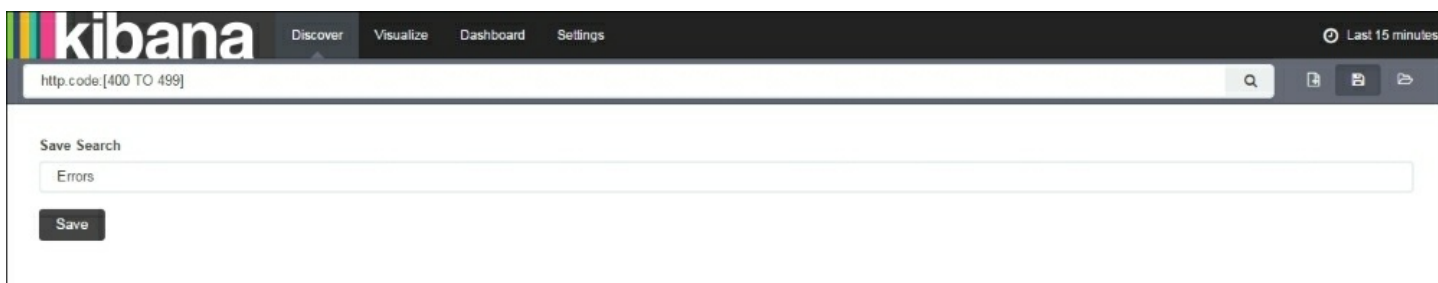 kibana Discover Visualize Dashboard Settings Last 15 minutes
http.code:[400 TO 499]
Save Search
Errors
Save